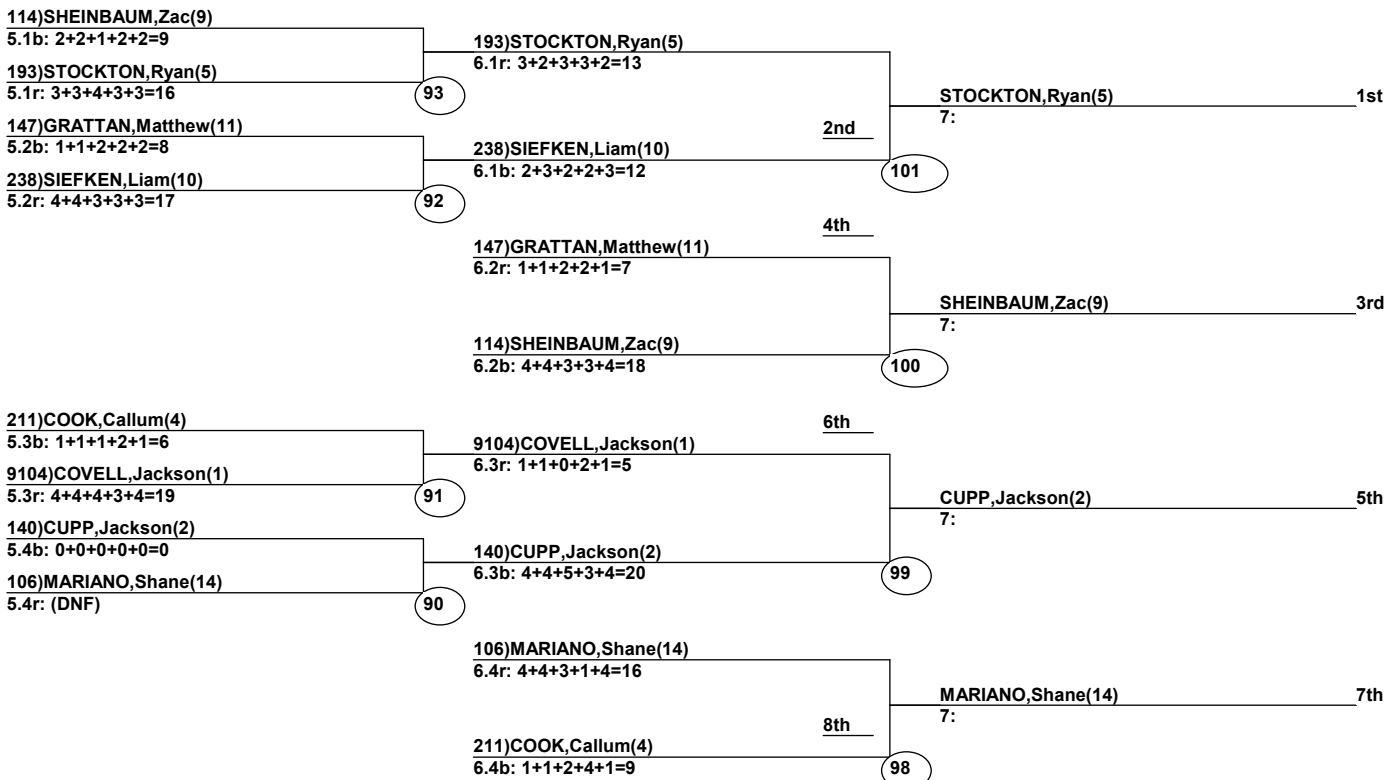 114)SHEINBAUM,Zac(9)
5.1b: 2+2+1+2+2=9
193)STOCKTON,Ryan(5)
5.1r: 3+3+4+3+3=16
93
147)GRATTAN,Matthew(11)
5.2b: 1+1+2+2+2=8
238)SIEFKEN,Liam(10)
5.2r: 4+4+3+3+3=17
92
193)STOCKTON,Ryan(5)
6.1r: 3+2+3+3+2=13
238)SIEFKEN,Liam(10)
6.1b: 2+3+2+2+3=12
2nd
101
STOCKTON,Ryan(5)
7:
1st
147)GRATTAN,Matthew(11)
6.2r: 1+1+2+2+1=7
4th
114)SHEINBAUM,Zac(9)
6.2b: 4+4+3+3+4=18
100
SHEINBAUM,Zac(9)
7:
3rd
211)COOK,Callum(4)
5.3b: 1+1+1+2+1=6
9104)COVELL,Jackson(1)
5.3r: 4+4+4+3+4=19
91
140)CUPP,Jackson(2)
5.4b: 0+0+0+0+0=0
106)MARIANO,Shane(14)
5.4r: (DNF)
90
9104)COVELL,Jackson(1)
6.3r: 1+1+0+2+1=5
6th
140)CUPP,Jackson(2)
6.3b: 4+4+5+3+4=20
99
CUPP,Jackson(2)
7:
5th
106)MARIANO,Shane(14)
6.4r: 4+4+3+1+4=16
211)COOK,Callum(4)
6.4b: 1+1+2+4+1=9
8th
98
MARIANO,Shane(14)
7:
7th